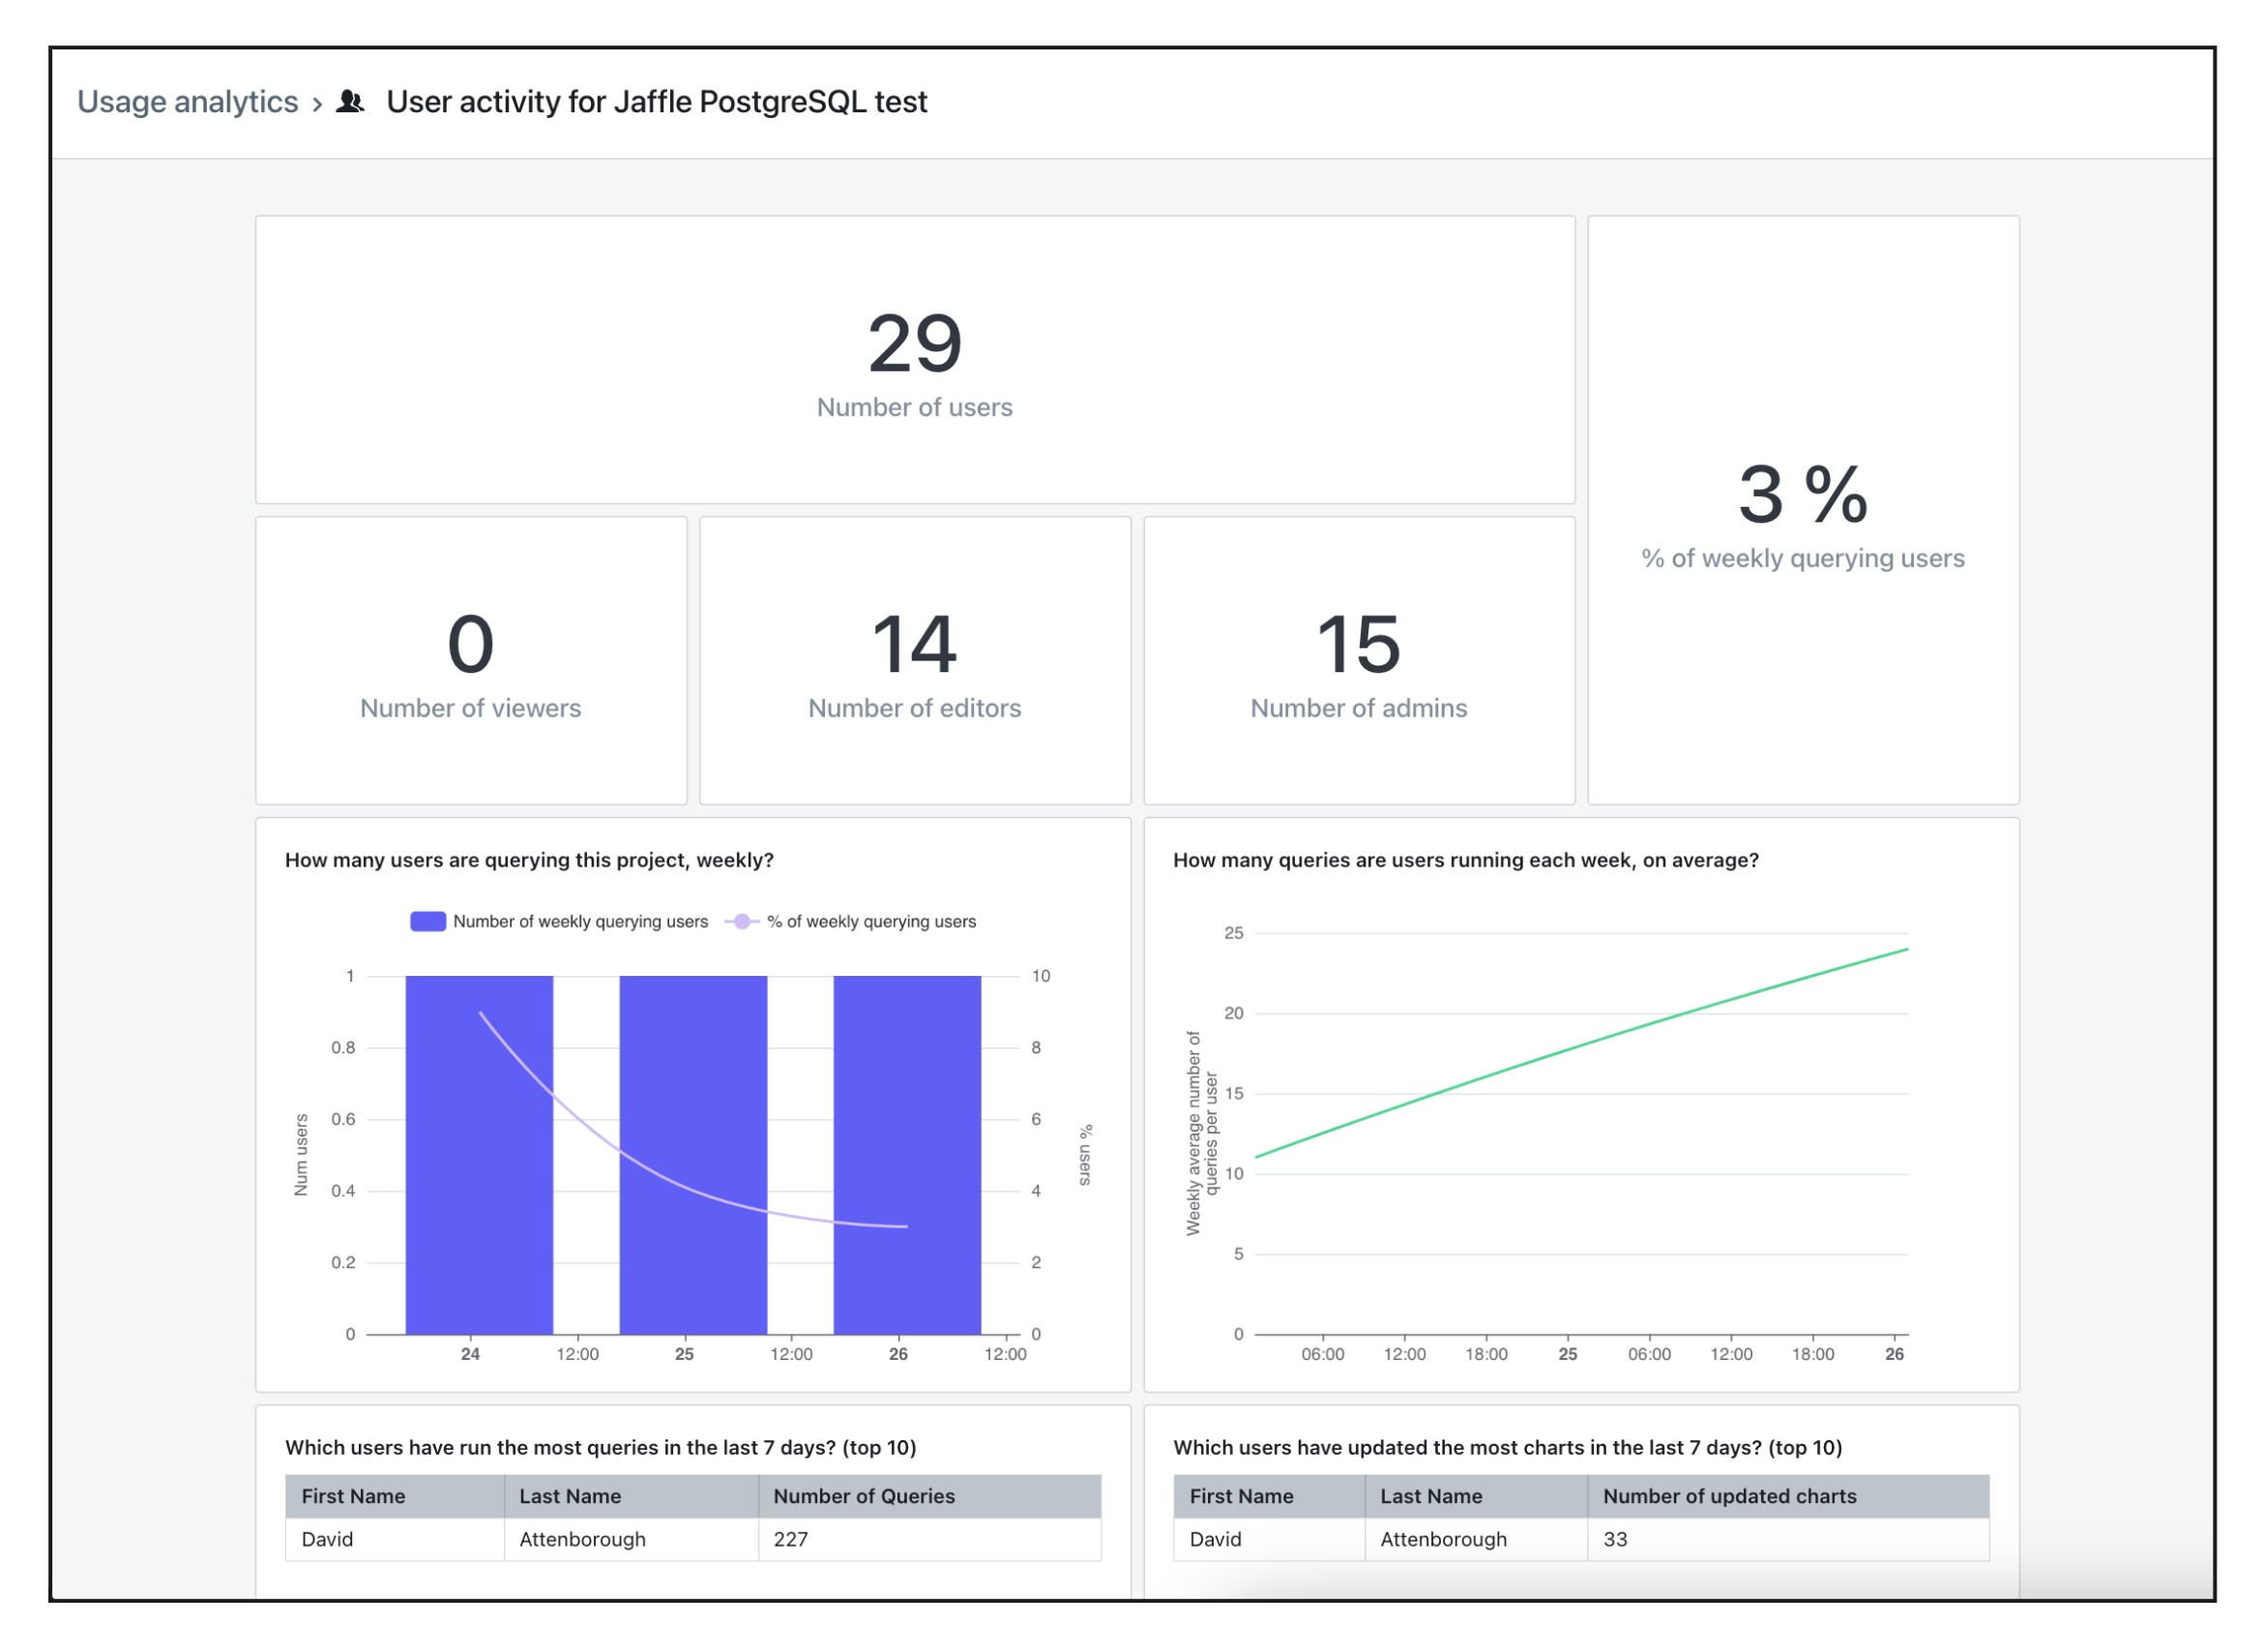 Usage analytics › User activity for Jaffle PostgreSQL test
29
Number of users
3 %
% of weekly querying users
0
Number of viewers
14
Number of editors
15
Number of admins
How many users are querying this project, weekly?
Number of weekly querying users % of weekly querying users
1 10
0.8 8
0.6 6
0.4 4
0.2 2
0 0
Num users
% users
24 12:00 25 12:00 26 12:00
How many queries are users running each week, on average?
25
20
15
10
5
0
Weekly average number of
queries per user
06:00 12:00 18:00 25 06:00 12:00 18:00 26
Which users have run the most queries in the last 7 days? (top 10)
First Name Last Name Number of Queries
David Attenborough 227
Which users have updated the most charts in the last 7 days? (top 10)
First Name Last Name Number of updated charts
David Attenborough 33